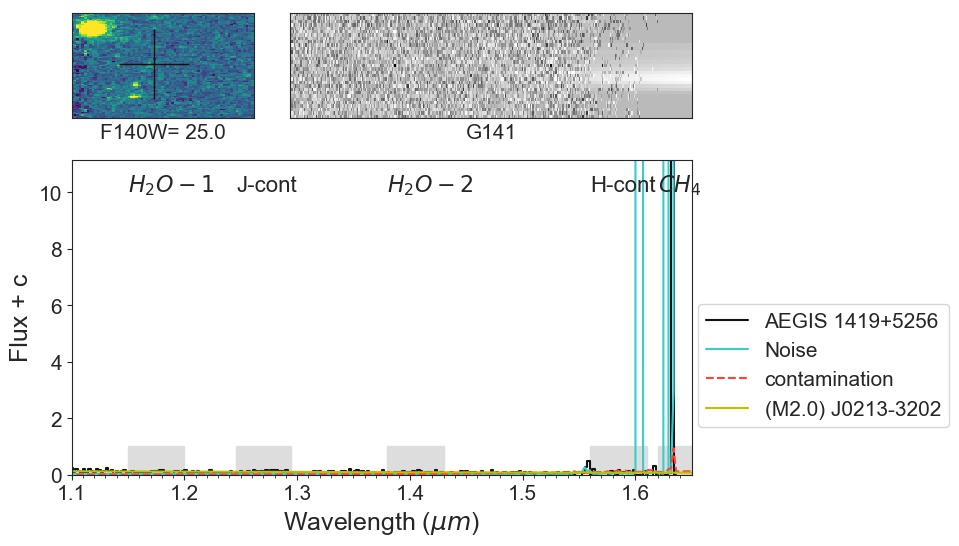 F140W= 25.0
G141
H₂O − 1
J-cont
H₂O − 2
H-cont
CH₄
10
8
6
4
2
0
Flux + c
1.1
1.2
1.3
1.4
1.5
1.6
Wavelength (μm)
AEGIS 1419+5256
Noise
contamination
(M2.0) J0213-3202